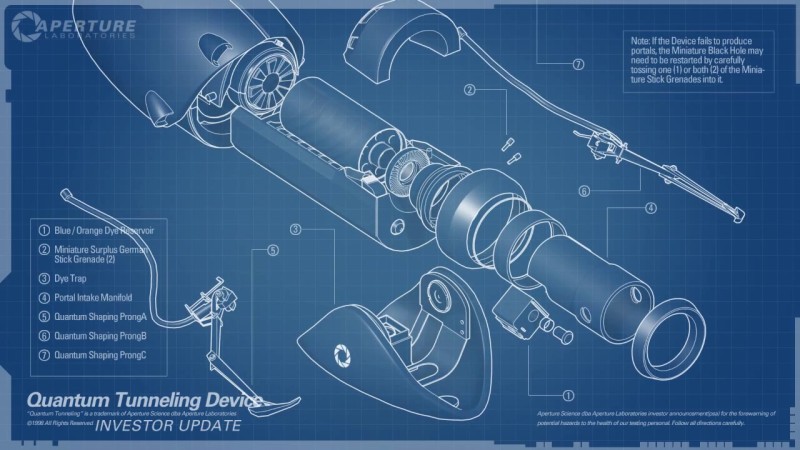 APERTURE
LABORATORIES
Note: If the Device fails to produce
portals, the Miniature Black Hole may
need to be restarted by carefully
tossing one (1) or both (2) of the Minia-
ture Stick Grenades into it.
7
2
6
4
3
5
1
1 Blue / Orange Dye Reservoir
2 Miniature Surplus German
Stick Grenade (2)
3 Dye Trap
4 Portal Intake Manifold
5 Quantum Shaping ProngA
6 Quantum Shaping ProngB
7 Quantum Shaping ProngC
Quantum Tunneling Device
"Quantum Tunneling" is a trademark of Aperture Science dba Aperture Laboratories
©1996 All Rights Reserved INVESTOR UPDATE
Aperture Science dba Aperture Laboratories investor announcement(psa) for the forewarning of
potential hazards to the health of our testing personal. Follow all directions carefully.